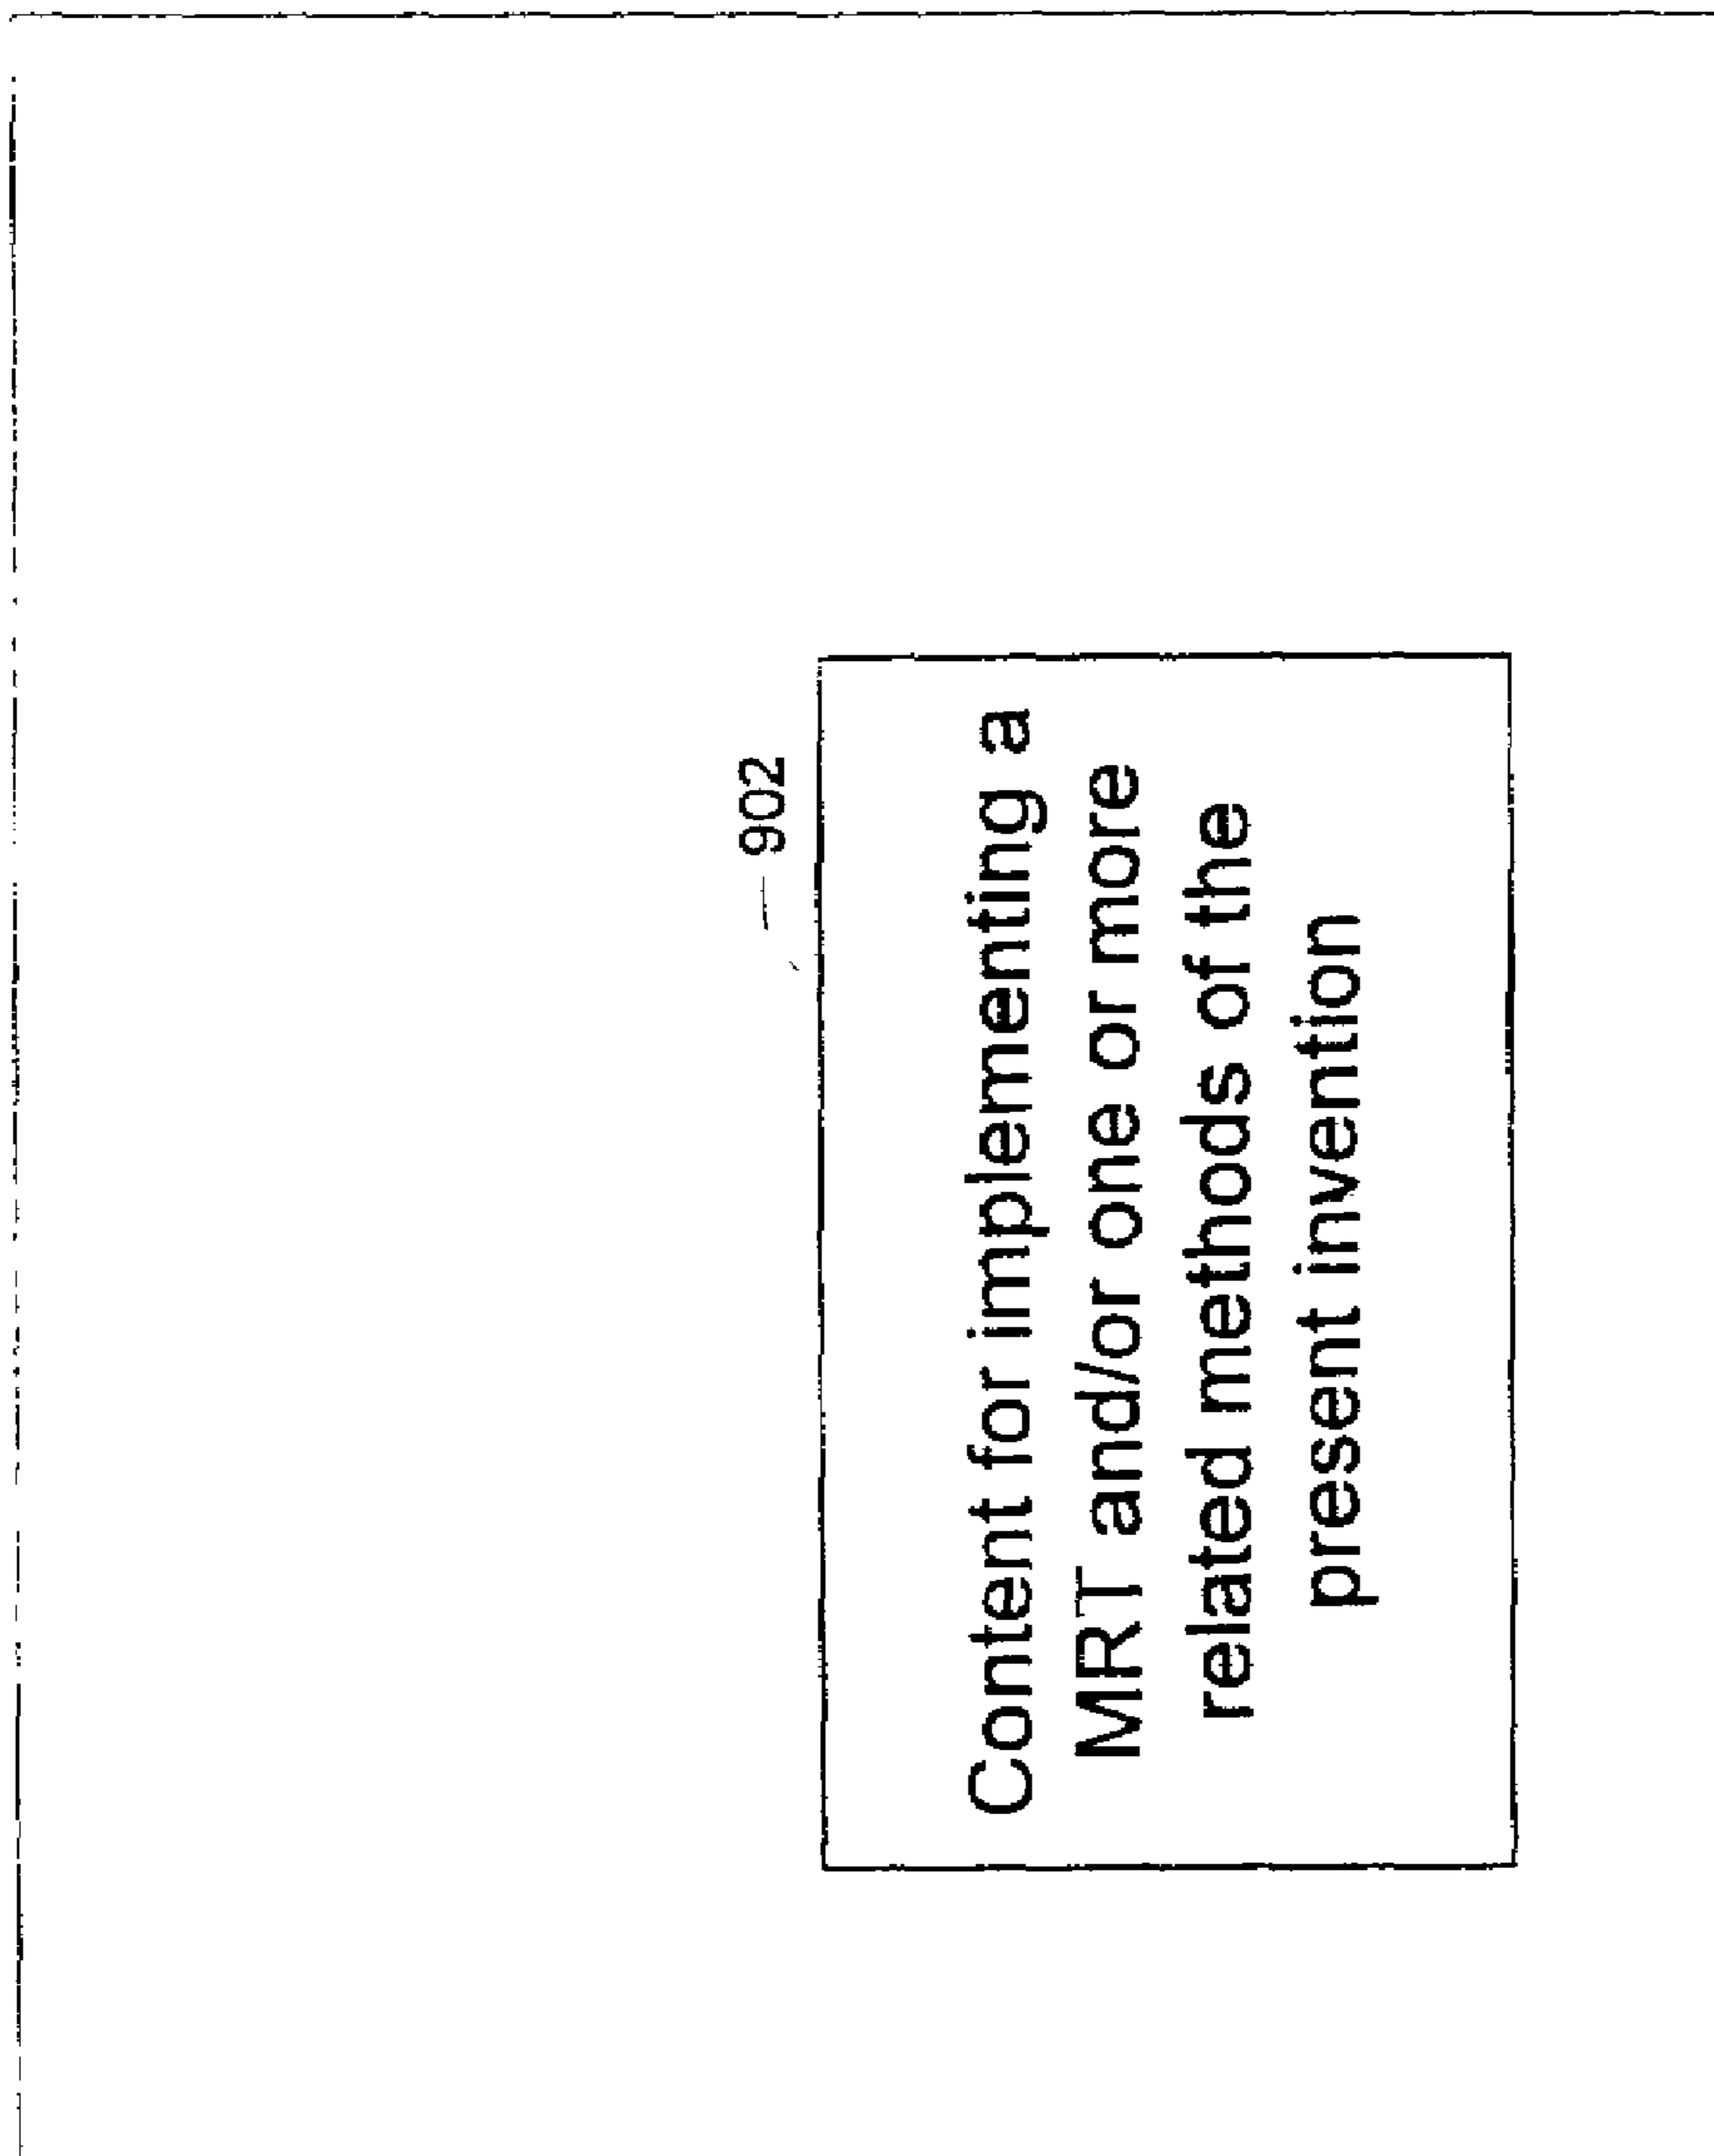 902
Content for implementing a
MRT and/or one or more
related methods of the
present invention